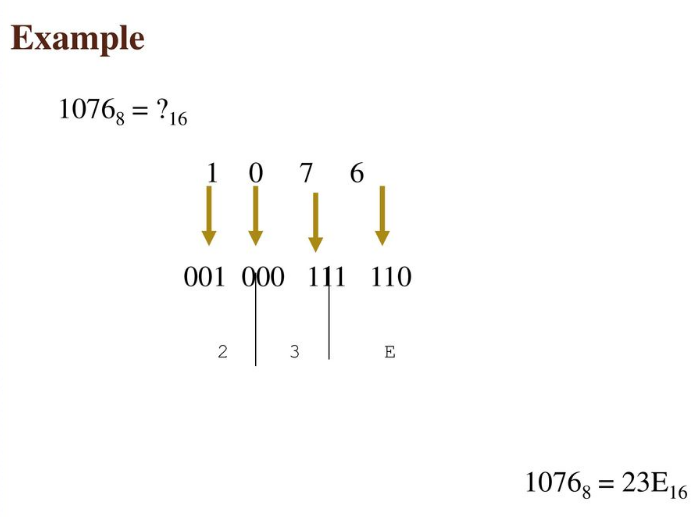 Example
1076₈ = ?₁₆
1 0 7 6
001 000 111 110
2 3 E
1076₈ = 23E₁₆